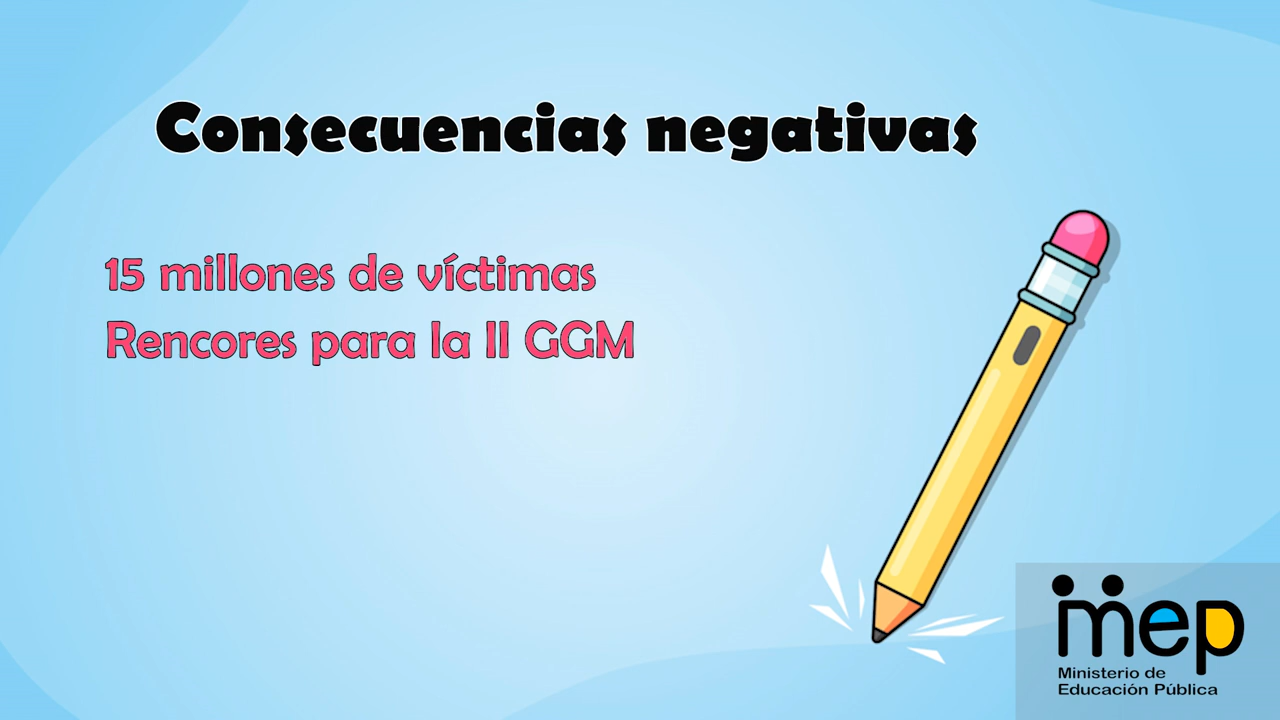 Consecuencias negativas
15 millones de víctimas
Rencores para la II GGM
mep
Ministerio de
Educación Pública